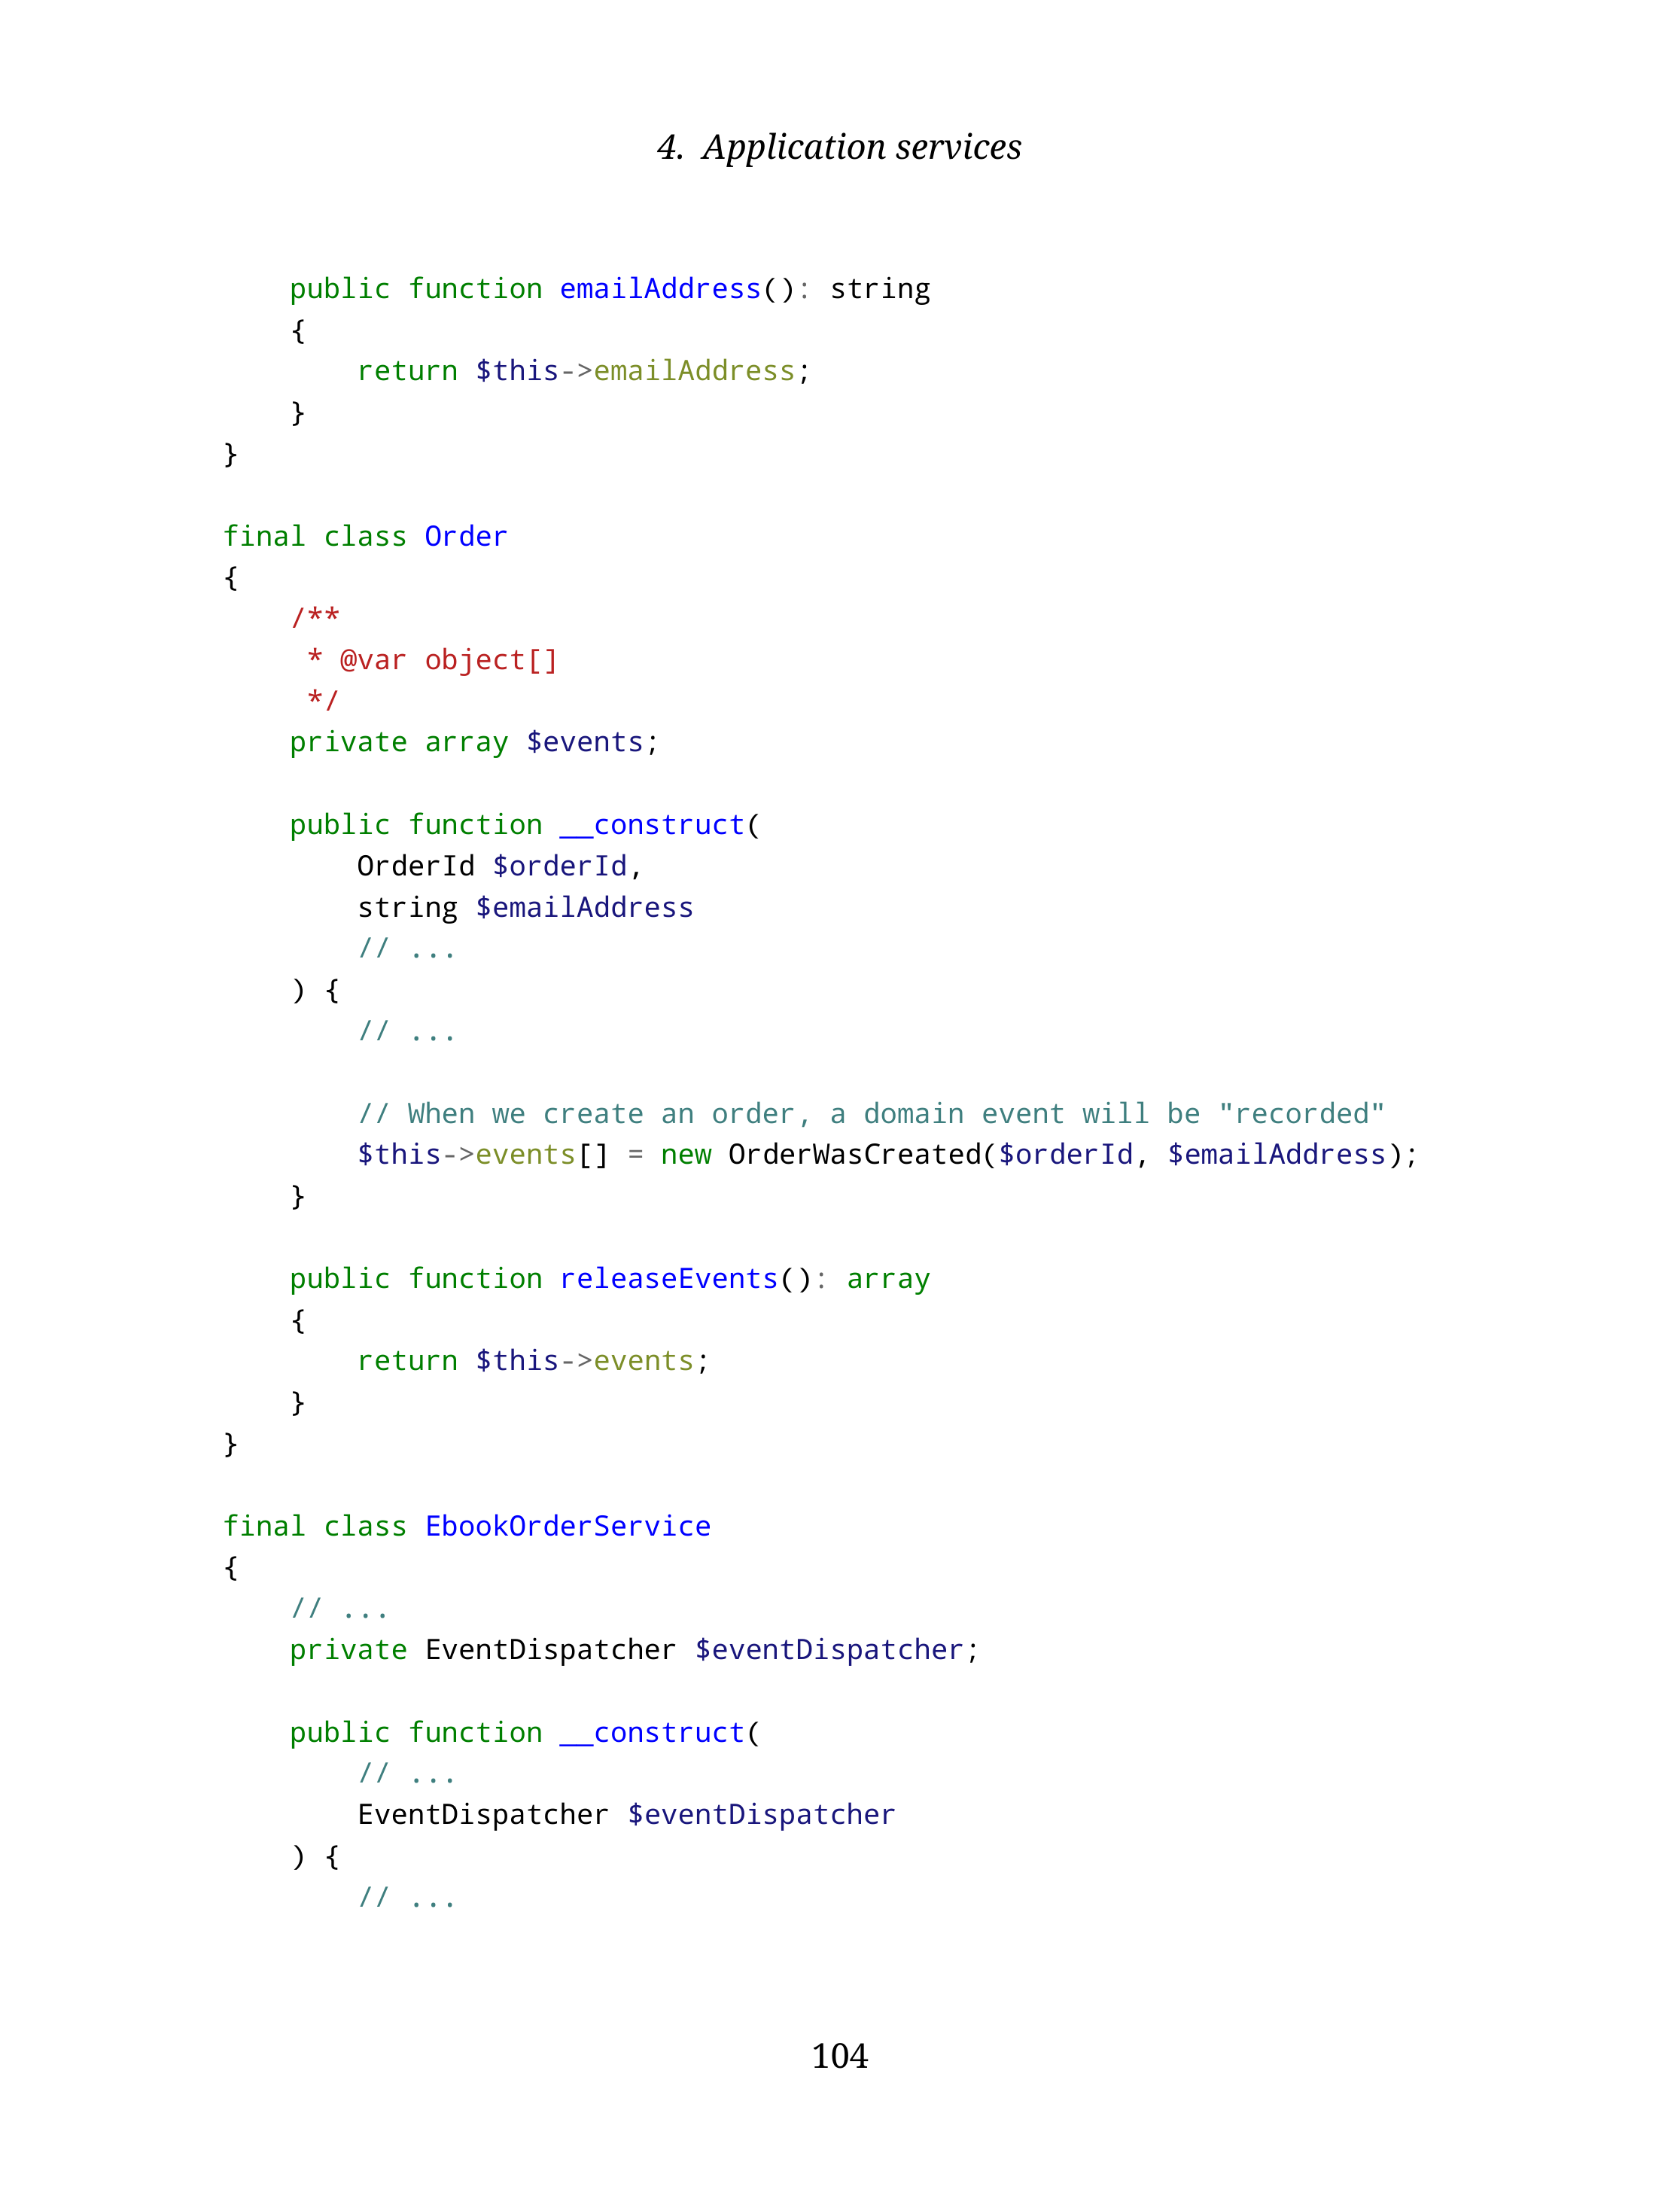 4. Application services
    public function emailAddress(): string
    {
        return $this->emailAddress;
    }
}
final class Order
{
    /**
     * @var object[]
     */
    private array $events;
    public function __construct(
        OrderId $orderId,
        string $emailAddress
        // ...
    ) {
        // ...
        // When we create an order, a domain event will be "recorded"
        $this->events[] = new OrderWasCreated($orderId, $emailAddress);
    }
    public function releaseEvents(): array
    {
        return $this->events;
    }
}
final class EbookOrderService
{
    // ...
    private EventDispatcher $eventDispatcher;
    public function __construct(
        // ...
        EventDispatcher $eventDispatcher
    ) {
        // ...
104